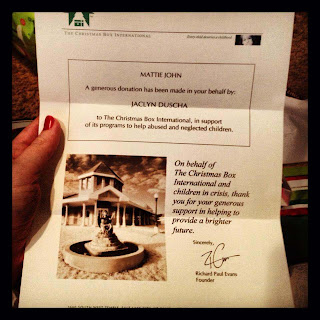 THE CHRISTMAS BOX INTERNATIONAL
MATTIE JOHN
A generous donation has been made in your behalf by:
JACLYN DUSCHA
to The Christmas Box International, in support
of its programs to help abused and neglected children.
On behalf of
The Christmas Box
International and
children in crisis, thank
you for your generous
support in helping to
provide a brighter
future.
Sincerely,
Richard Paul Evans
Founder